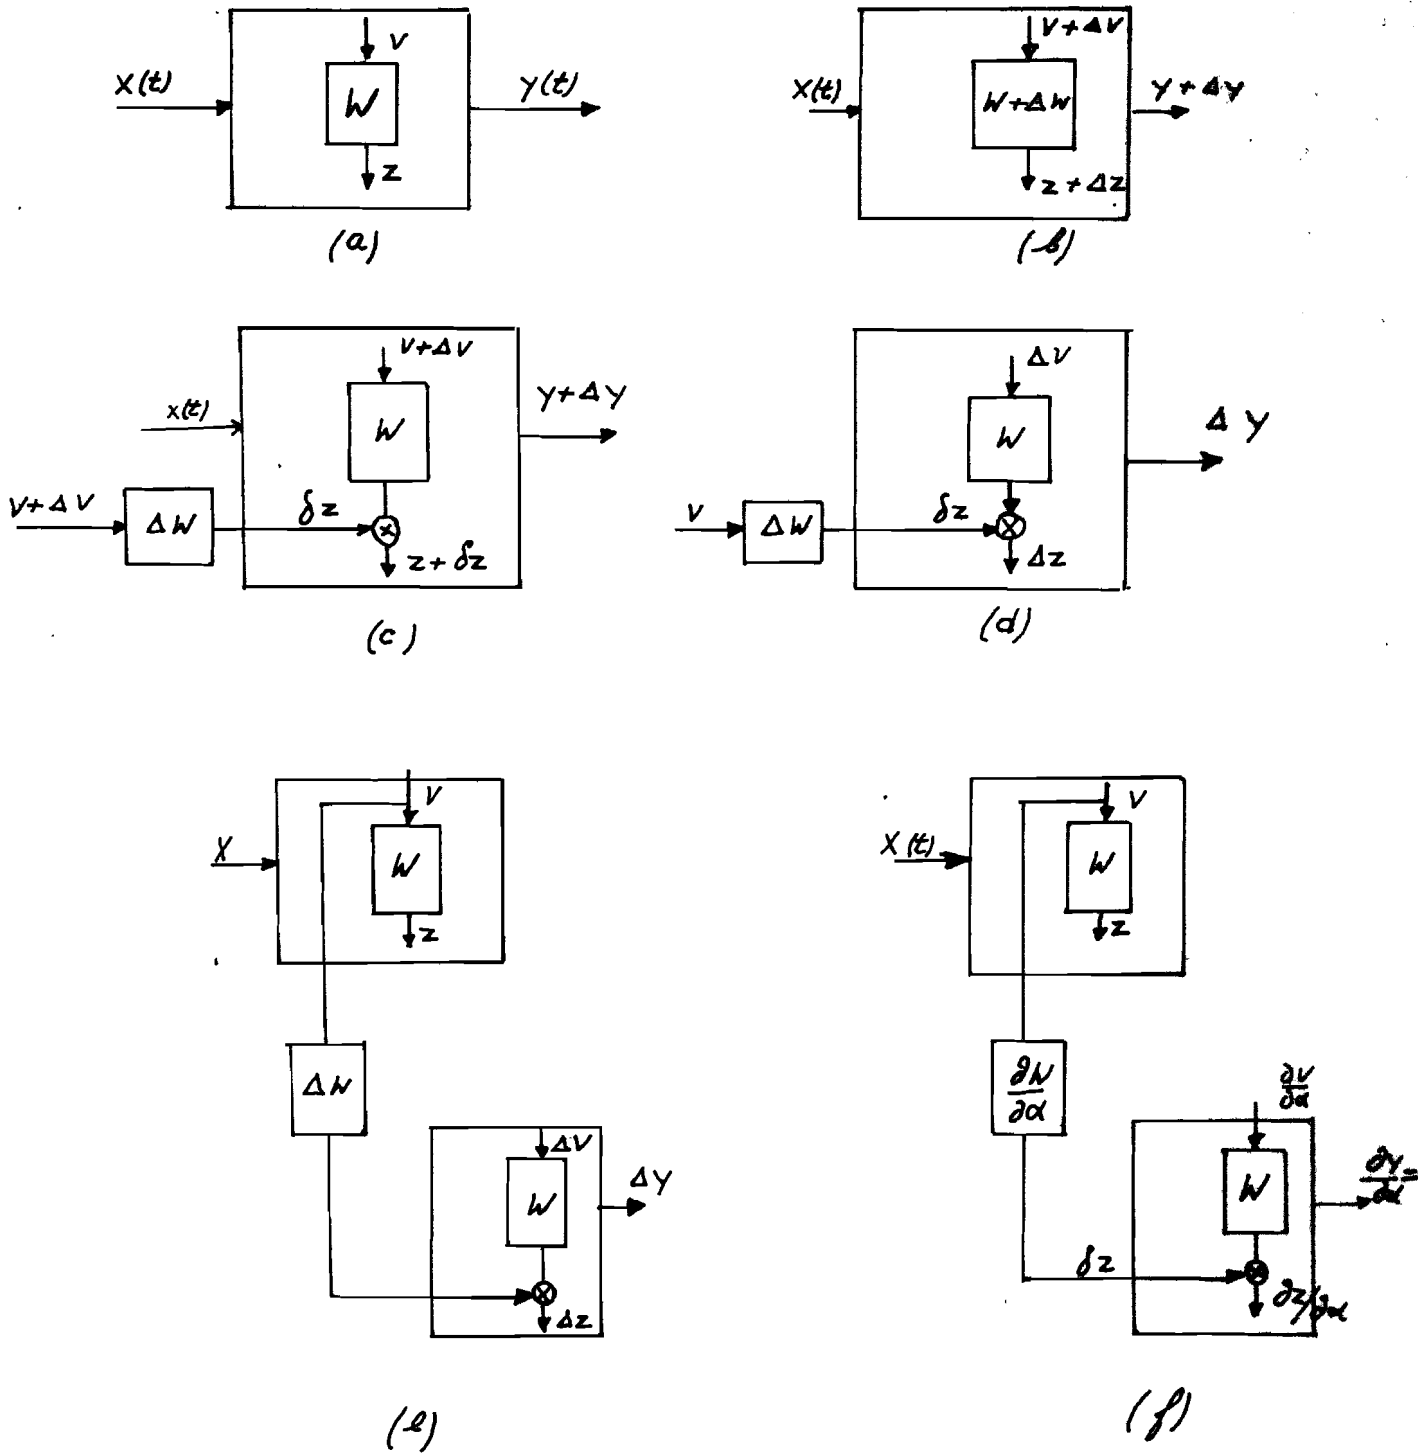 v
x(t)
W
y(t)
z
(a)
v+Δv
x(t)
W+ΔW
y+Δy
z+Δz
(b)
v+Δv
x(t)
W
y+Δy
v+Δv
ΔW
δz
z+δz
(c)
Δv
W
Δy
v
ΔW
δz
Δz
(d)
v
X
W
z
ΔW
Δv
W
Δy
Δz
(e)
v
X(t)
W
z
∂W/∂α
∂v/∂α
W
∂y/∂α=
δz
∂z/∂α
(f)